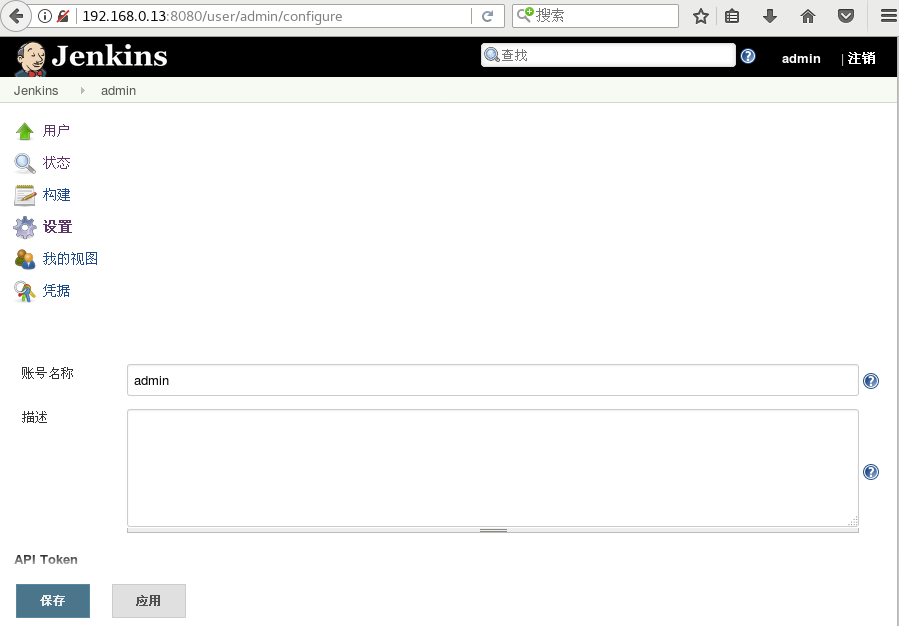 192.168.0.13:8080/user/admin/configure 搜索
Jenkins 查找 admin | 注销
Jenkins admin
用户
状态
构建
设置
我的视图
凭据
账号名称 admin
描述
API Token
保存 应用